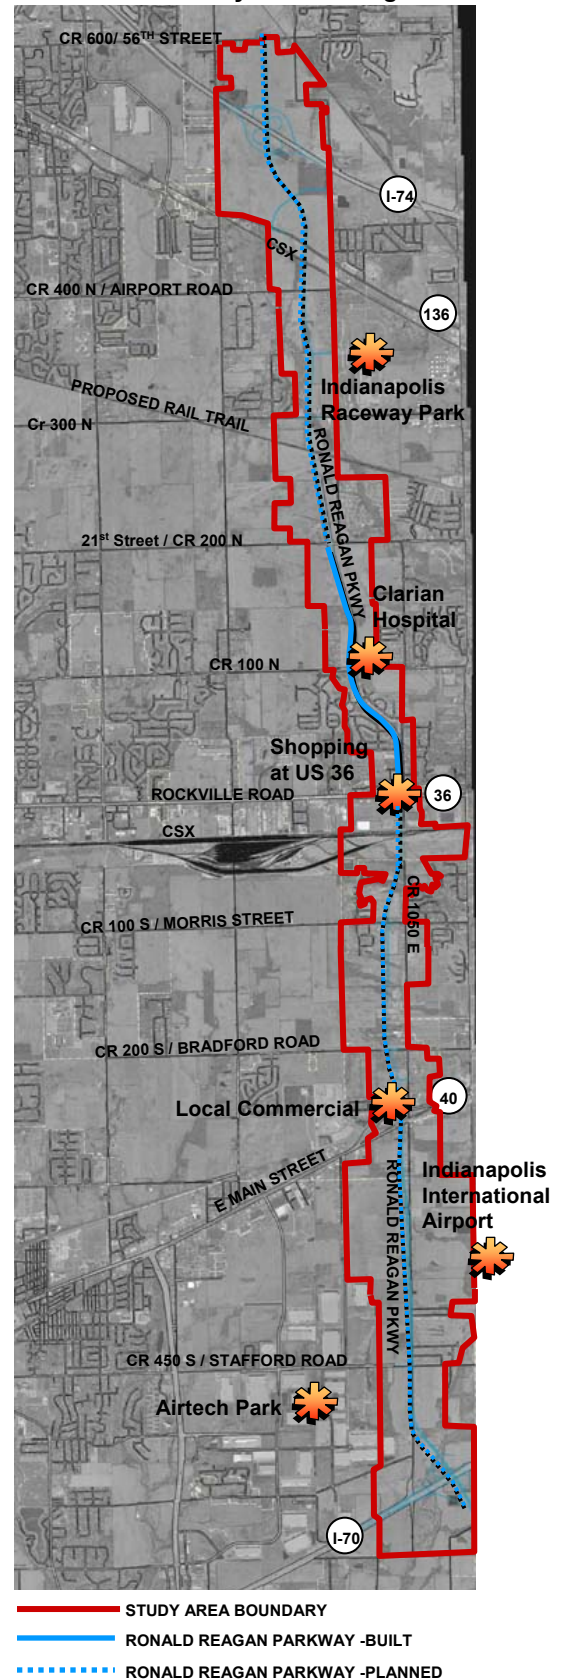 CR 600/ 56TH STREET
I-74
CSX
CR 400 N / AIRPORT ROAD
136
Indianapolis
Raceway Park
PROPOSED RAIL TRAIL
Cr 300 N
RONALD REAGAN PKWY
21st Street / CR 200 N
Clarian
Hospital
CR 100 N
Shopping
at US 36
ROCKVILLE ROAD
36
CSX
CR 1050 E
CR 100 S / MORRIS STREET
CR 200 S / BRADFORD ROAD
40
Local Commercial
E MAIN STREET
RONALD REAGAN PKWY
Indianapolis
International
Airport
CR 450 S / STAFFORD ROAD
Airtech Park
I-70
STUDY AREA BOUNDARY
RONALD REAGAN PARKWAY -BUILT
RONALD REAGAN PARKWAY -PLANNED